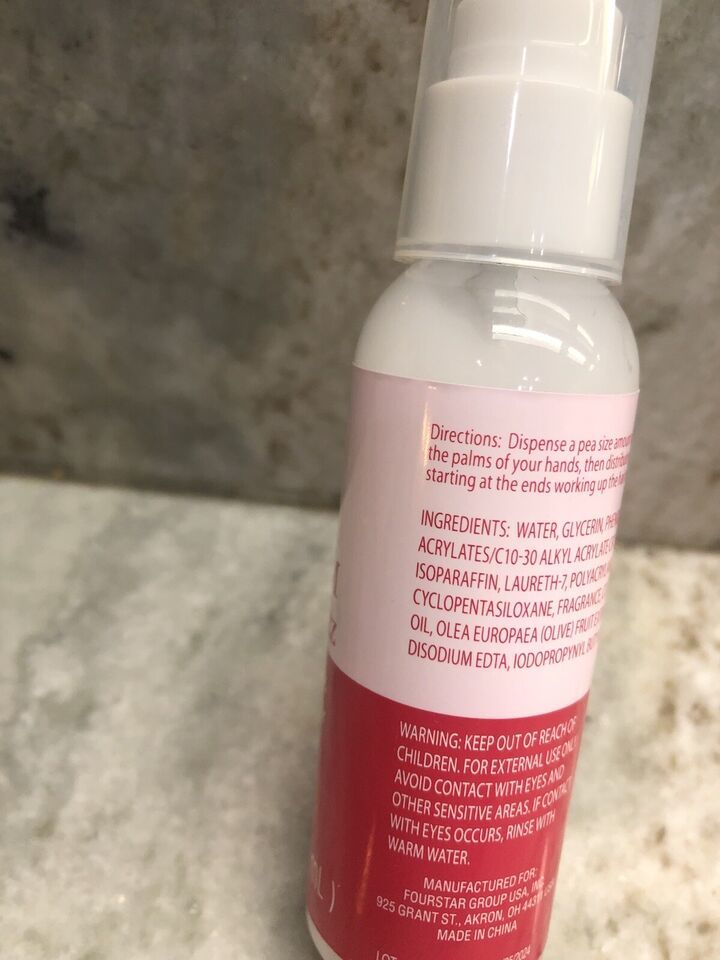 Directions: Dispense a pea size
the palms of your hands, then
starting at the ends working up the
INGREDIENTS: WATER, GLYCERIN,
ACRYLATES/C10-30 ALKYL ACRYLATE
ISOPARAFFIN, LAURETH-7,
CYCLOPENTASILOXANE, FRAGRANCE
OIL, OLEA EUROPAEA (OLIVE) FRUIT
DISODIUM EDTA, IODOPROPYNYL
WARNING: KEEP OUT OF REACH OF
CHILDREN. FOR EXTERNAL USE ONLY
AVOID CONTACT WITH EYES AND
OTHER SENSITIVE AREAS. IF CONTACT
WITH EYES OCCURS, RINSE WITH
WARM WATER.
MANUFACTURED FOR:
FOURSTAR GROUP USA, INC.
925 GRANT ST., AKRON, OH 44311
MADE IN CHINA